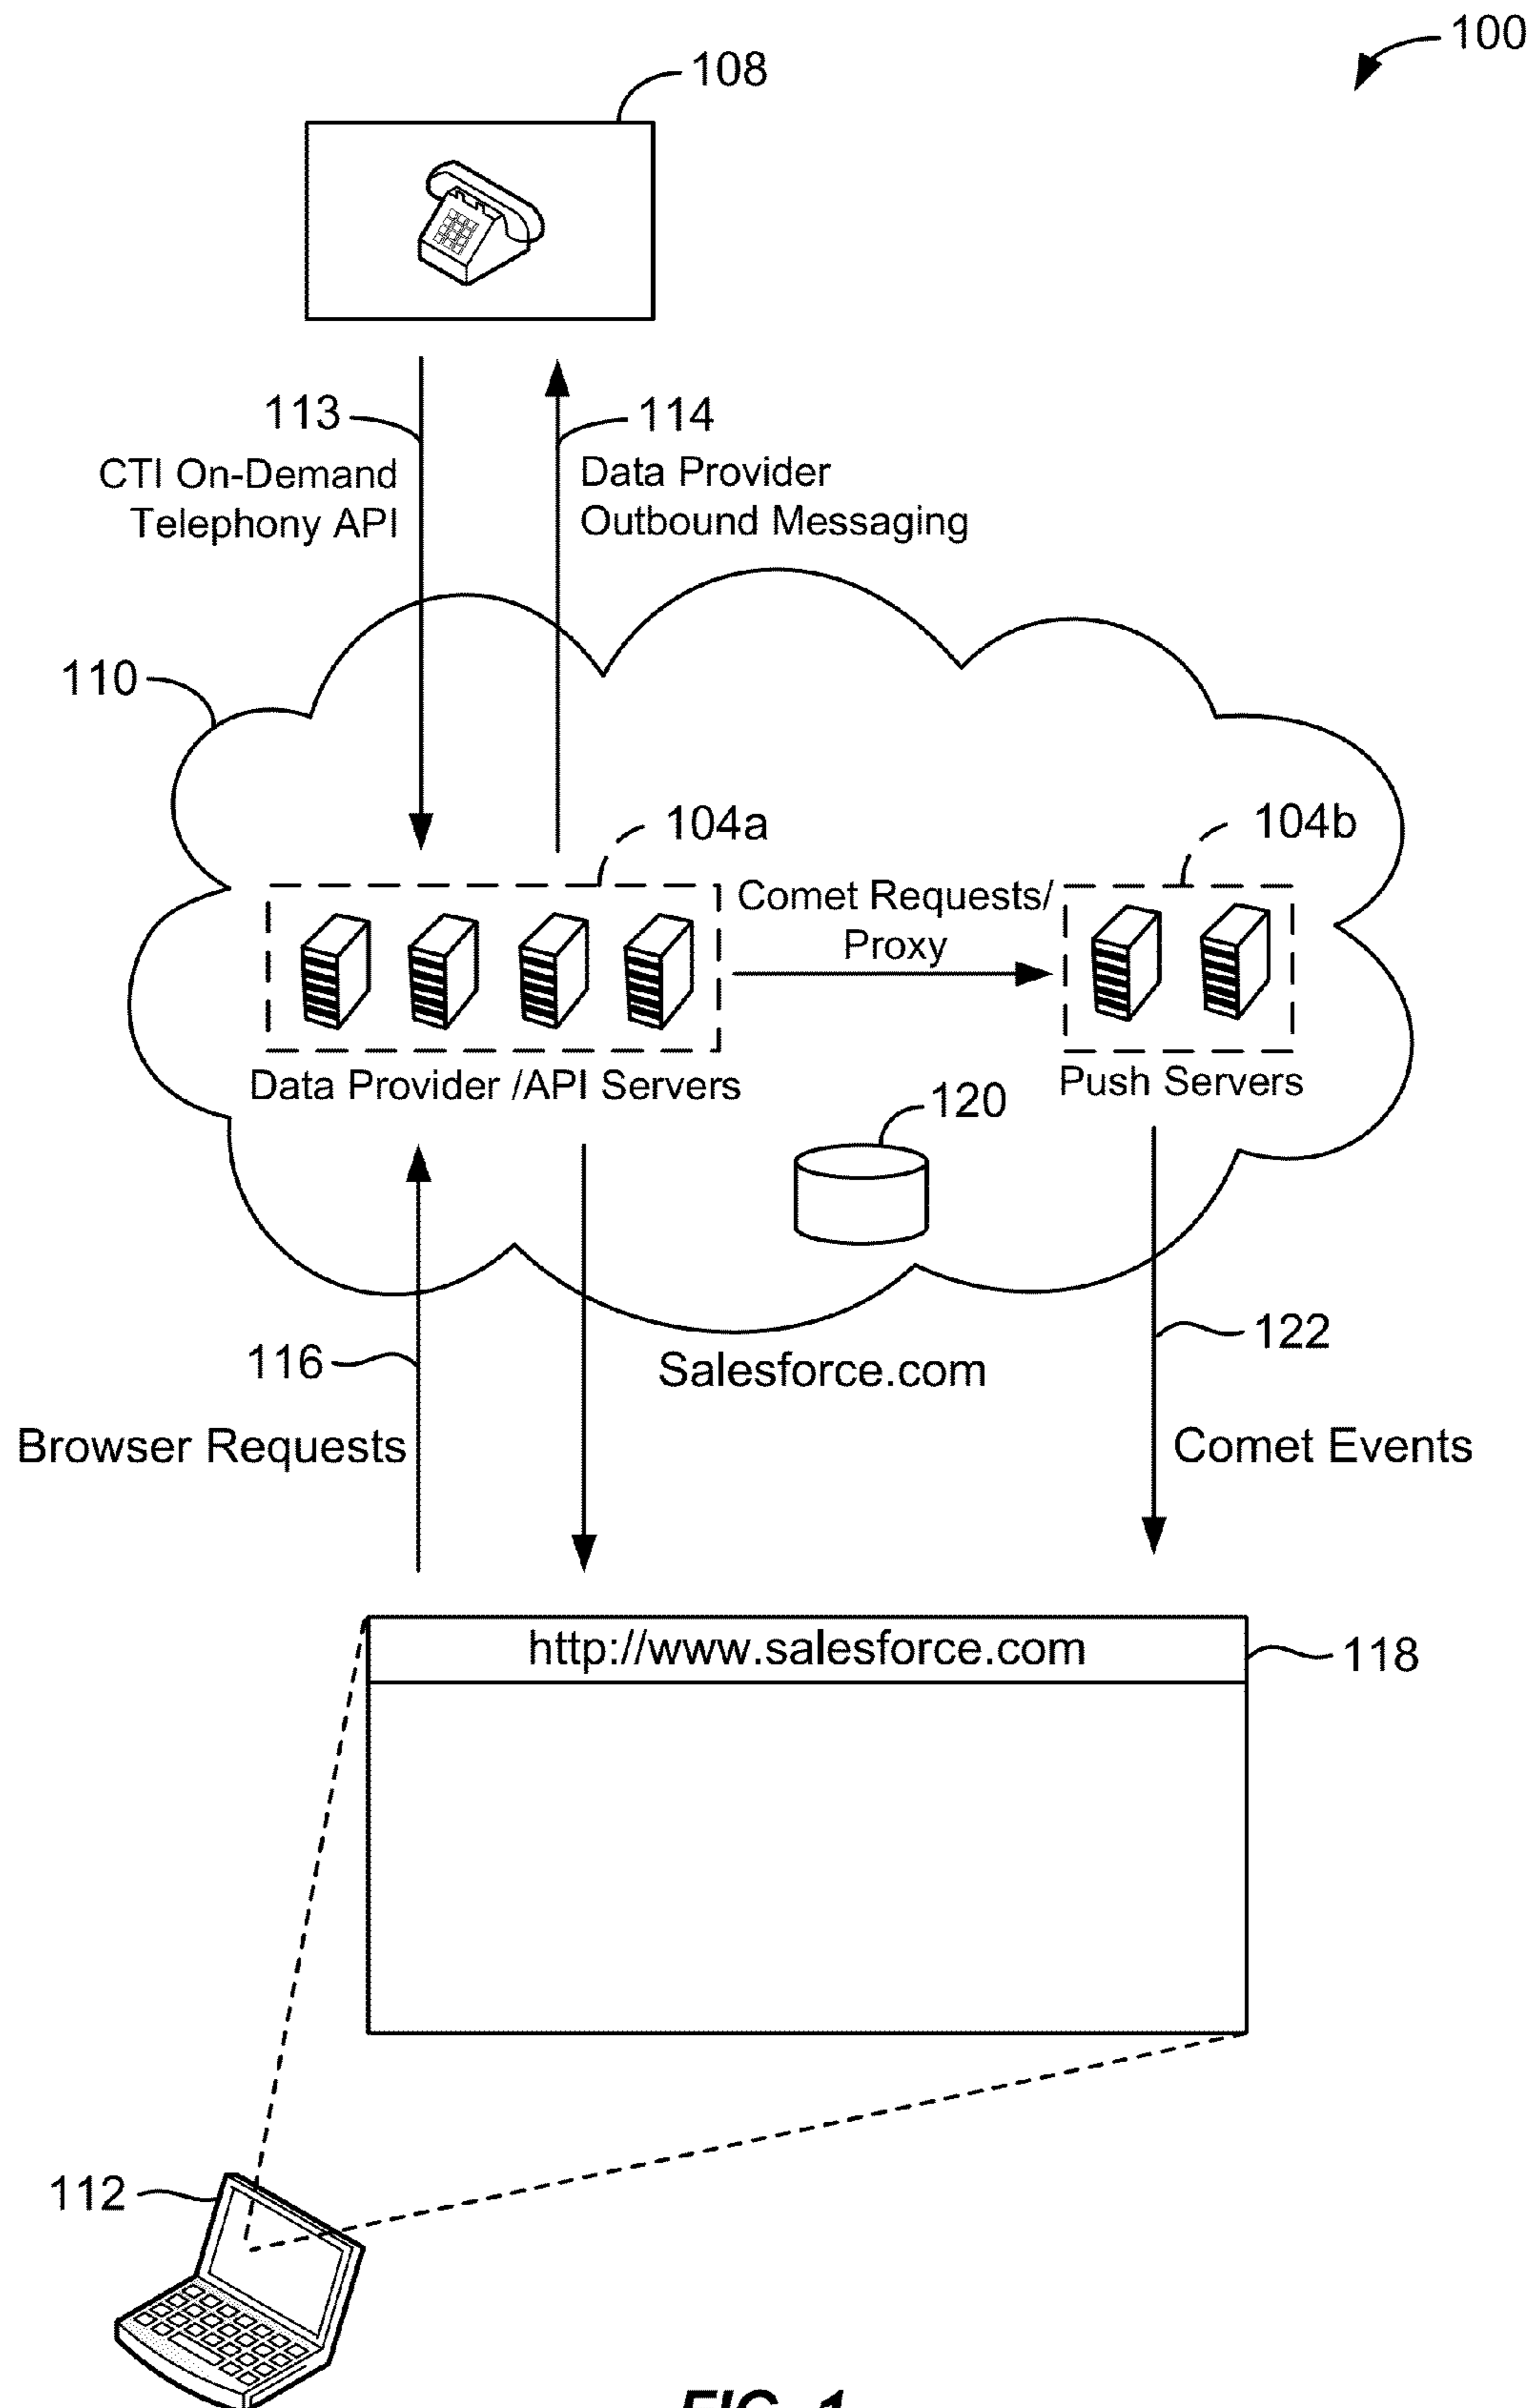 100
108
113
CTI On-Demand
Telephony API
114
Data Provider
Outbound Messaging
110
104a
104b
Comet Requests/
Proxy
Data Provider /API Servers
Push Servers
120
116
122
Salesforce.com
Browser Requests
Comet Events
http://www.salesforce.com
118
112
FIG. 1